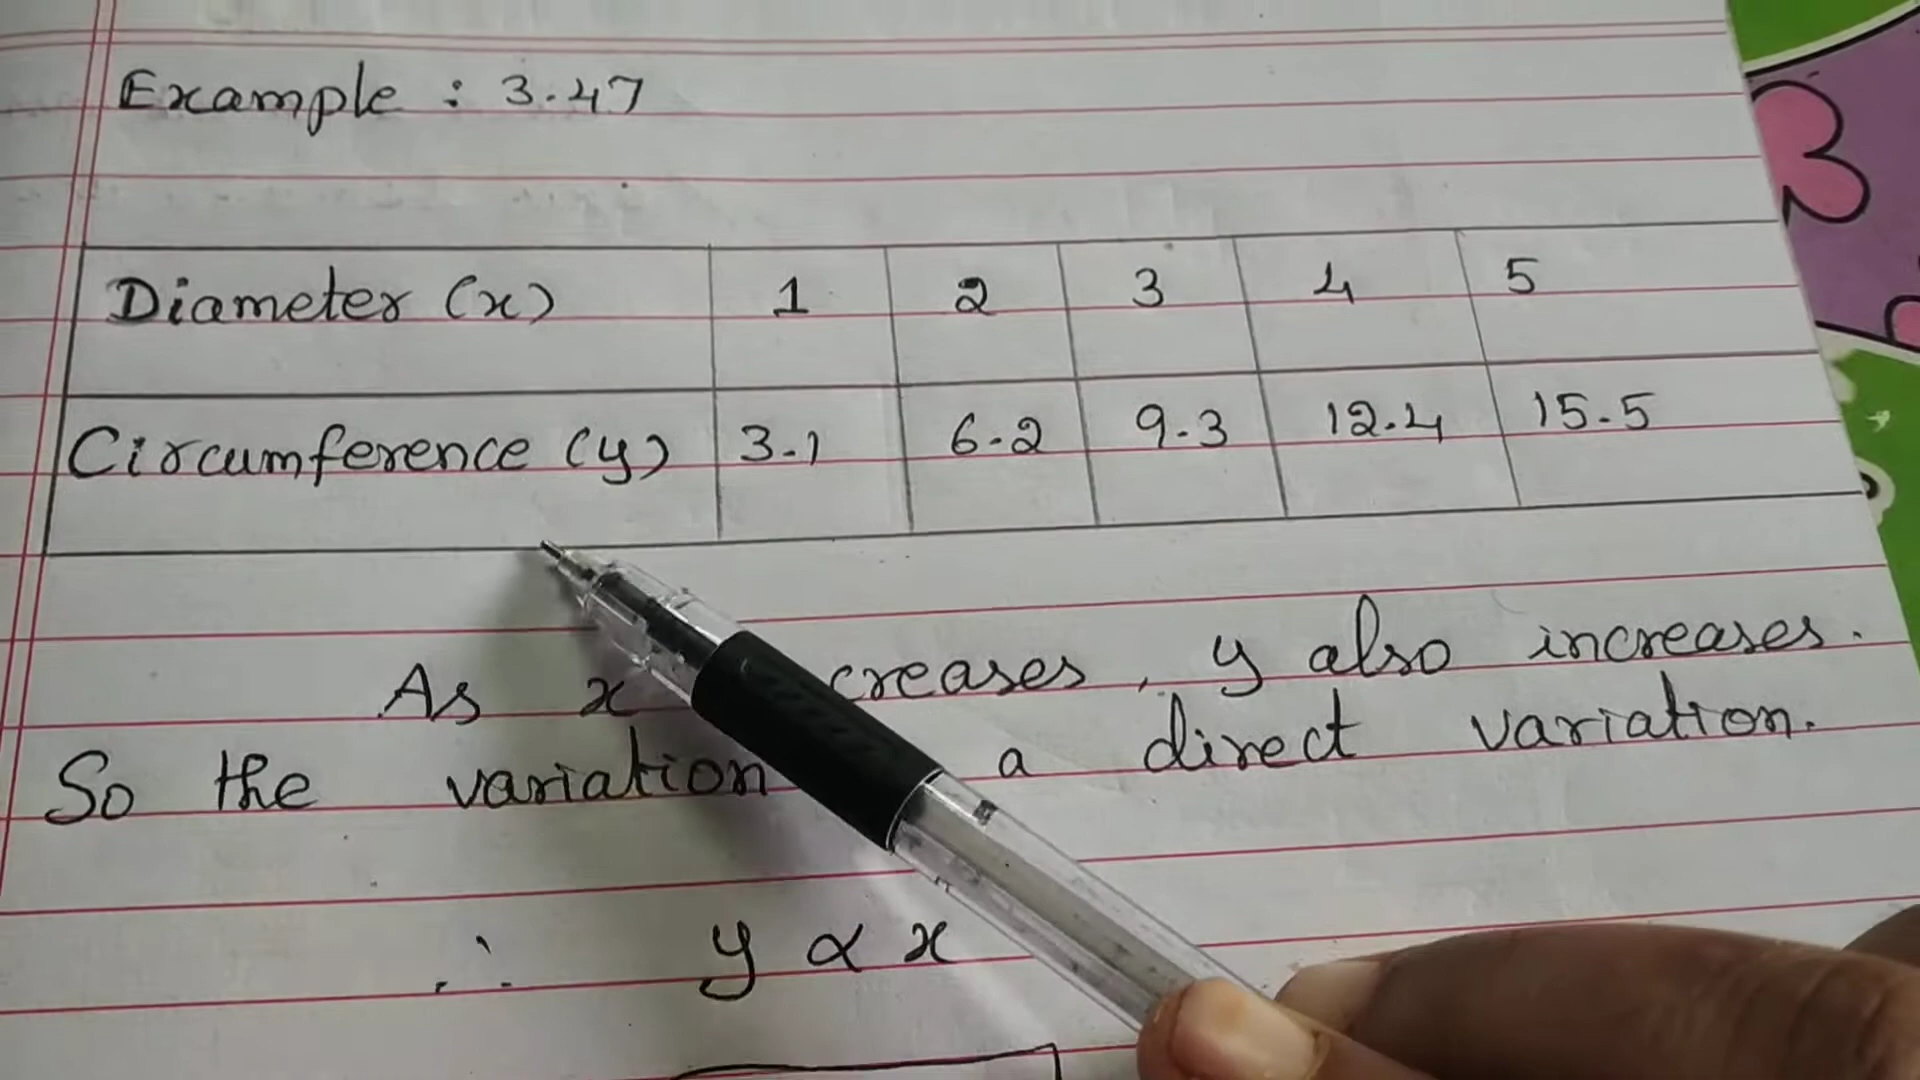 Example : 3.47
Diameter (x) 1 2 3 4 5
Circumference (y) 3.1 6.2 9.3 12.4 15.5
As x creases, y also increases.
So the variation a direct variation.
∴ y ∝ x